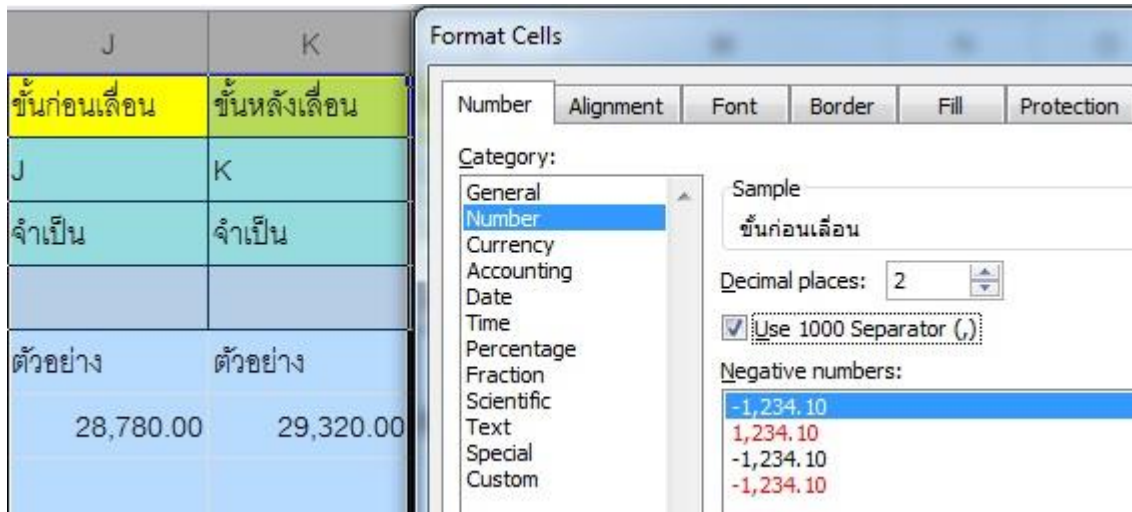 J K
ขั้นก่อนเลื่อน ขั้นหลังเลื่อน
J K
จำเป็น จำเป็น
ตัวอย่าง ตัวอย่าง
28,780.00 29,320.00
Format Cells
Number Alignment Font Border Fill Protection
Category:
General
Number
Currency
Accounting
Date
Time
Percentage
Fraction
Scientific
Text
Special
Custom
Sample
ขั้นก่อนเลื่อน
Decimal places: 2
Use 1000 Separator (,)
Negative numbers:
-1,234.10
1,234.10
-1,234.10
-1,234.10